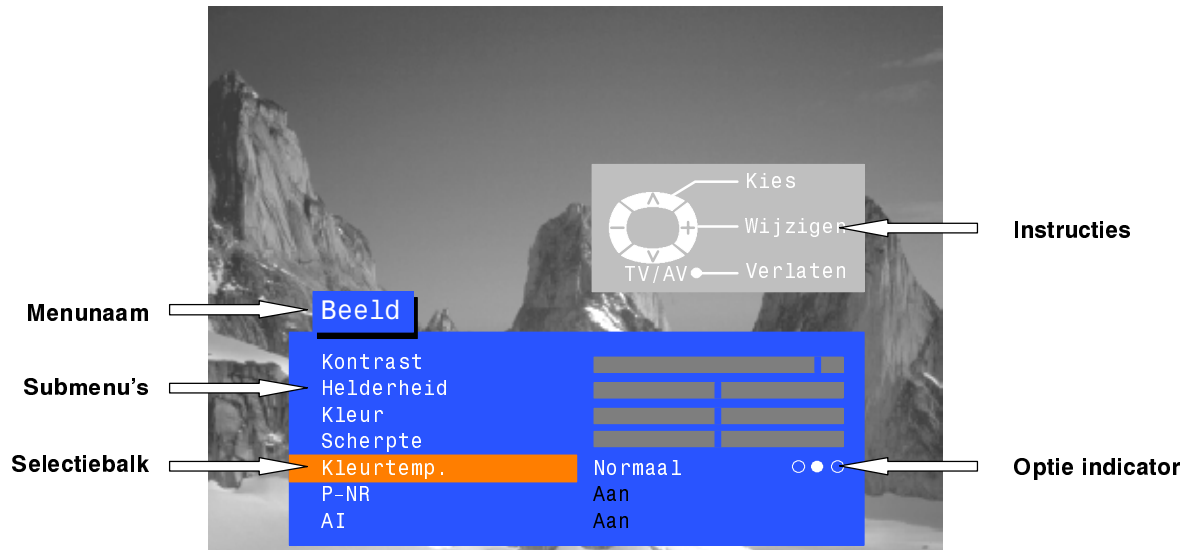 Kies
Wijzigen
TV/AV Verlaten
Instructies
Menunaam
Beeld
Submenu's
Kontrast
Helderheid
Kleur
Scherpte
Selectiebalk
Kleurtemp. Normaal
Optie indicator
P-NR Aan
AI Aan